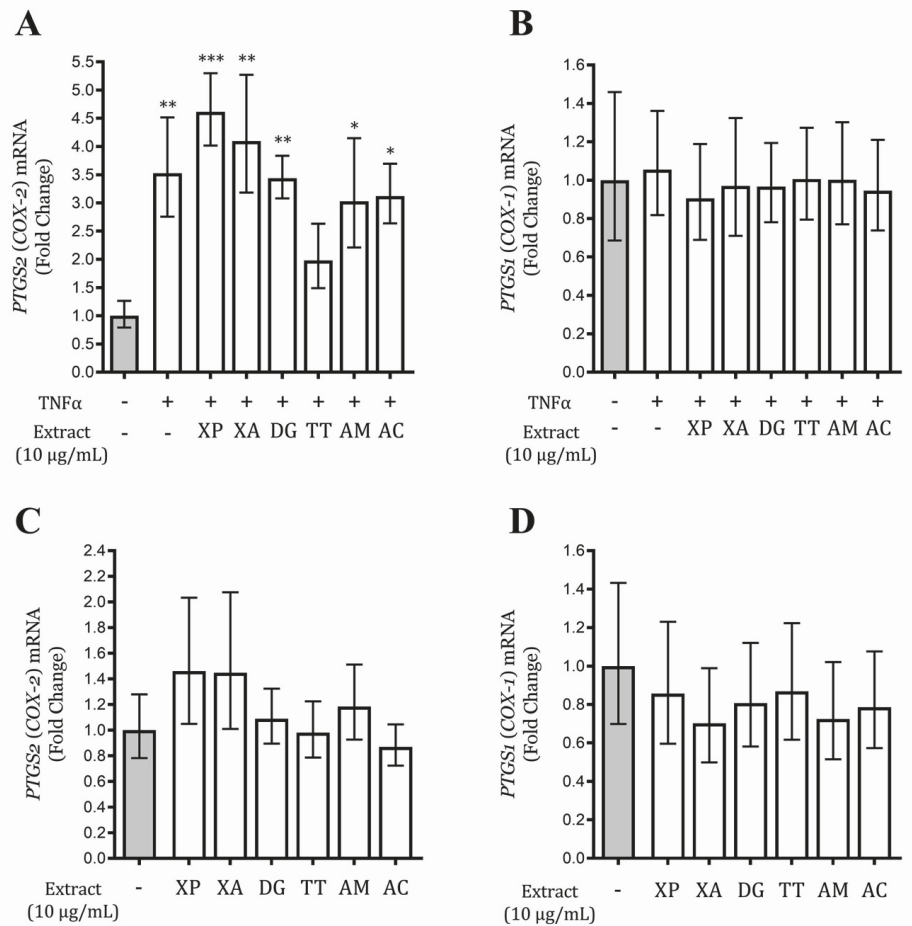 A
PTGS2 (COX-2) mRNA
(Fold Change)
5.5
5.0
4.5
4.0
3.5
3.0
2.5
2.0
1.5
1.0
0.5
0.0
** *** ** ** * *
TNFα - + + + + + + +
Extract - - XP XA DG TT AM AC
(10 µg/mL)
B
PTGS1 (COX-1) mRNA
(Fold Change)
1.6
1.4
1.2
1.0
0.8
0.6
0.4
0.2
0.0
TNFα - + + + + + + +
Extract - - XP XA DG TT AM AC
(10 µg/mL)
C
PTGS2 (COX-2) mRNA
(Fold Change)
2.4
2.2
2.0
1.8
1.6
1.4
1.2
1.0
0.8
0.6
0.4
0.2
0.0
Extract - XP XA DG TT AM AC
(10 µg/mL)
D
PTGS1 (COX-1) mRNA
(Fold Change)
1.6
1.4
1.2
1.0
0.8
0.6
0.4
0.2
0.0
Extract - XP XA DG TT AM AC
(10 µg/mL)